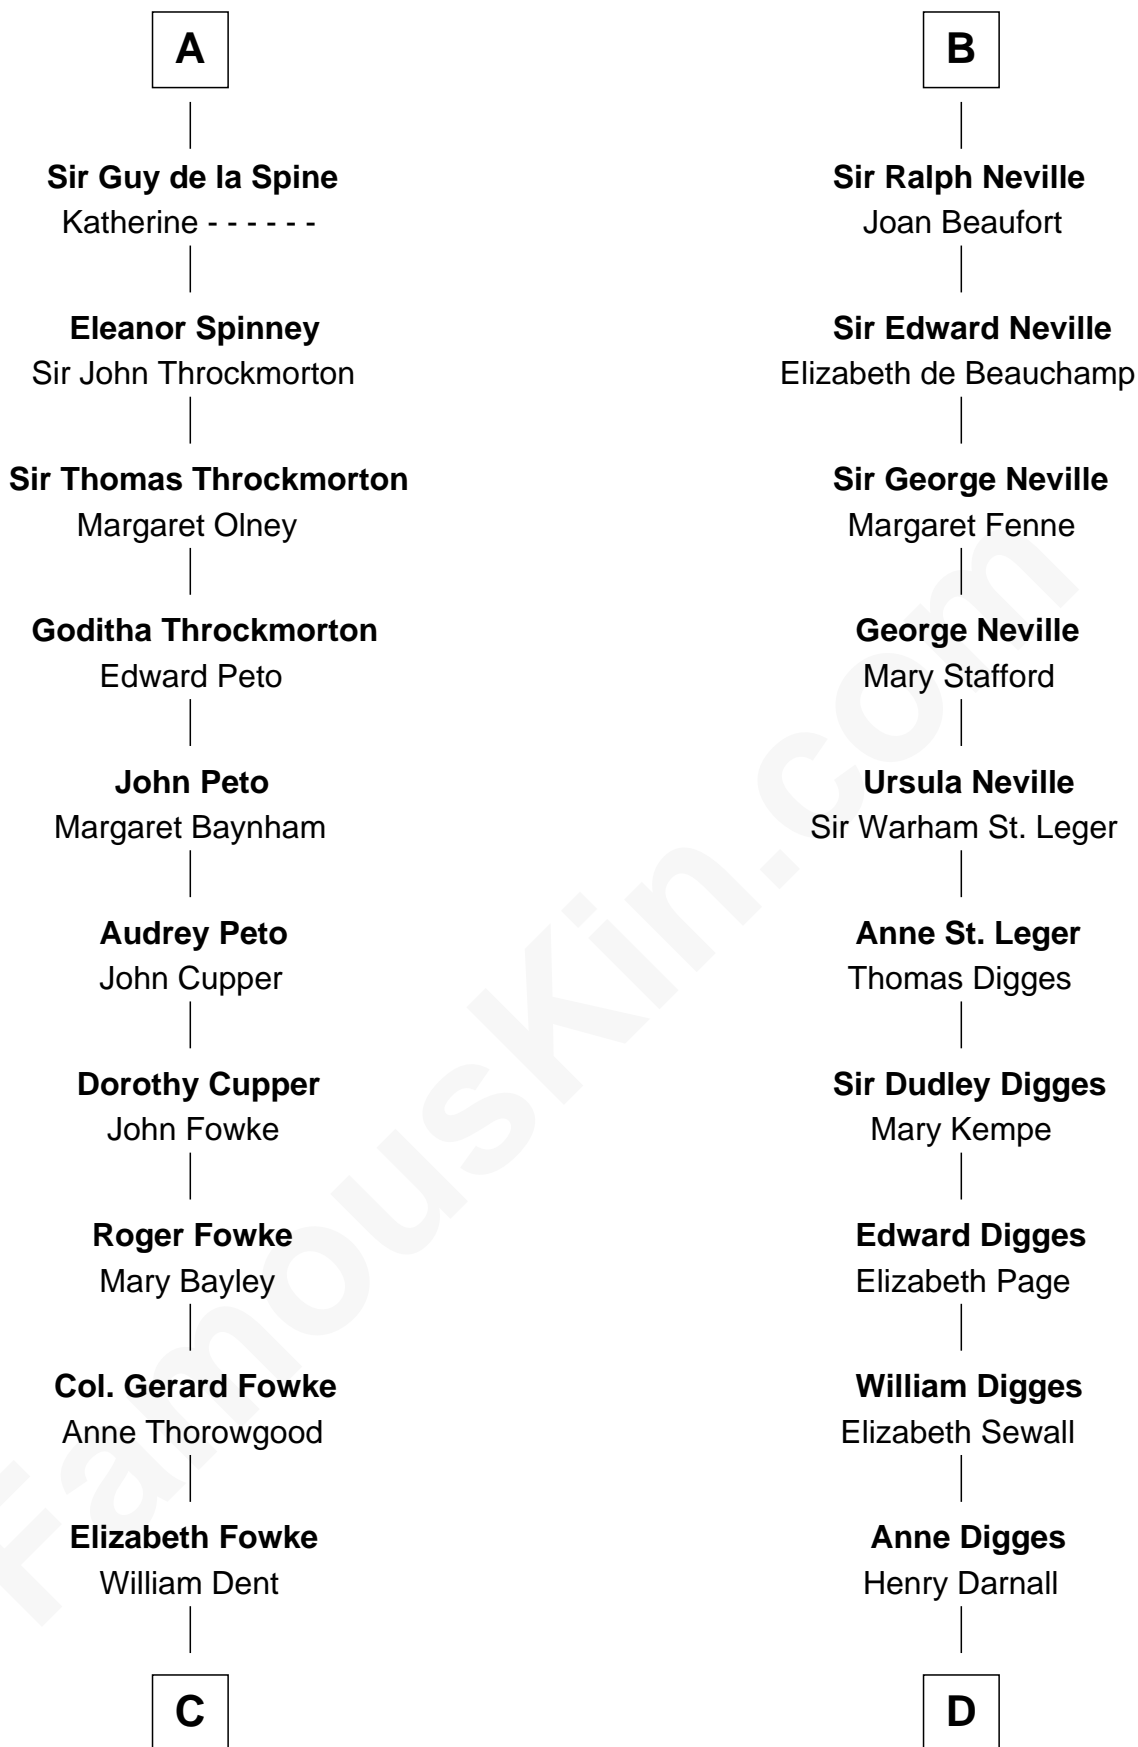 A
Sir Guy de la Spine
Katherine - - - - - -
Eleanor Spinney
Sir John Throckmorton
Sir Thomas Throckmorton
Margaret Olney
Goditha Throckmorton
Edward Peto
John Peto
Margaret Baynham
Audrey Peto
John Cupper
Dorothy Cupper
John Fowke
Roger Fowke
Mary Bayley
Col. Gerard Fowke
Anne Thorowgood
Elizabeth Fowke
William Dent
C
B
Sir Ralph Neville
Joan Beaufort
Sir Edward Neville
Elizabeth de Beauchamp
Sir George Neville
Margaret Fenne
George Neville
Mary Stafford
Ursula Neville
Sir Warham St. Leger
Anne St. Leger
Thomas Digges
Sir Dudley Digges
Mary Kempe
Edward Digges
Elizabeth Page
William Digges
Elizabeth Sewall
Anne Digges
Henry Darnall
D
FamousKin.com